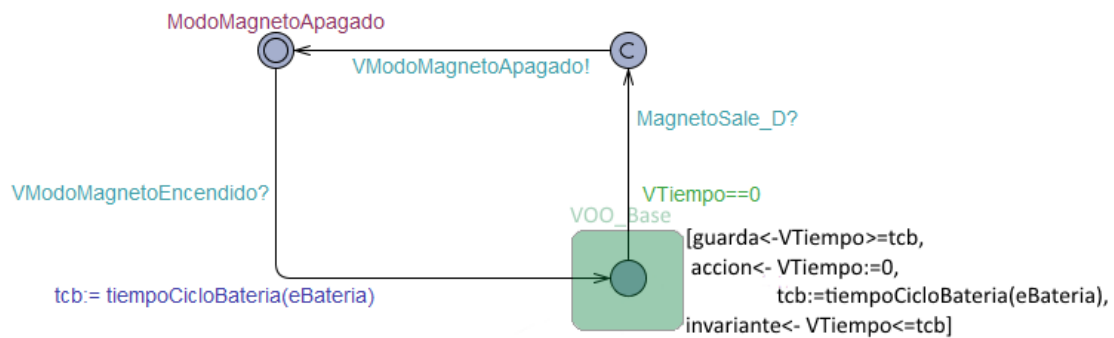 ModoMagnetoApagado
C
VModoMagnetoApagado!
MagnetoSale_D?
VModoMagnetoEncendido?
VTiempo==0
VOO_Base
[guarda<-VTiempo>=tcb,
accion<- VTiempo:=0,
tcb:= tiempoCicloBateria(eBateria)
tcb:=tiempoCicloBateria(eBateria),
invariante<- VTiempo<=tcb]